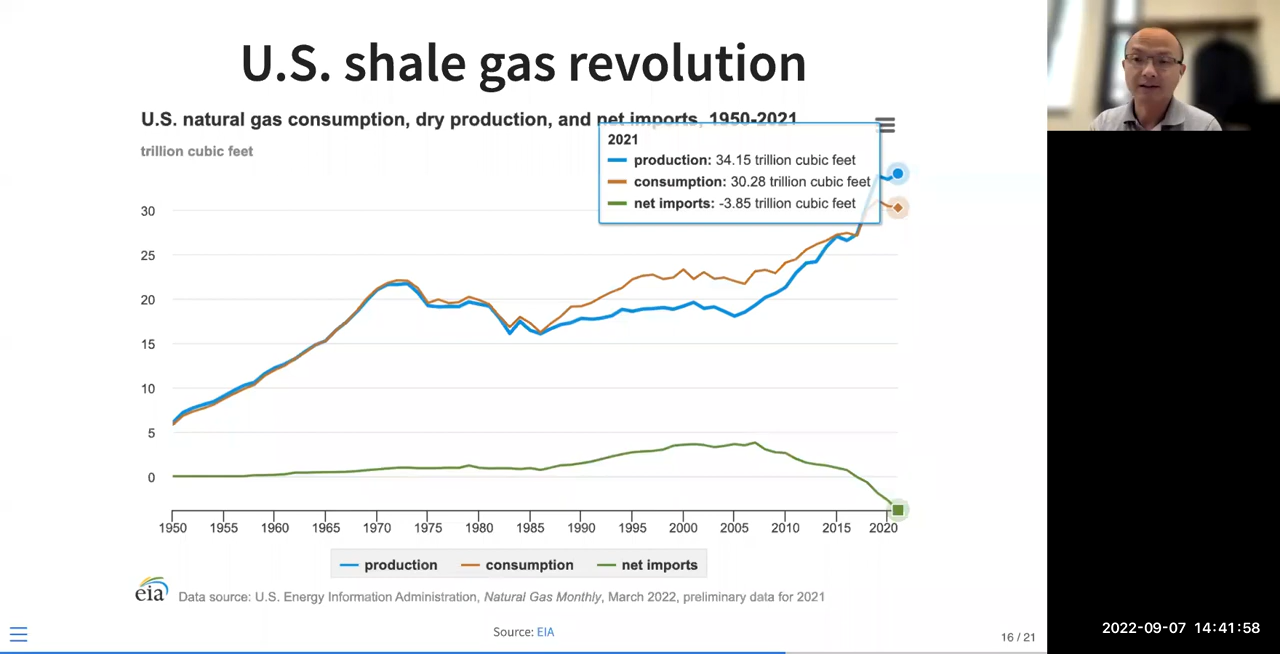 U.S. shale gas revolution
U.S. natural gas consumption, dry production, and net imports, 1950-2021
trillion cubic feet
2021
production: 34.15 trillion cubic feet
consumption: 30.28 trillion cubic feet
net imports: -3.85 trillion cubic feet
30
25
20
15
10
5
0
1950 1955 1960 1965 1970 1975 1980 1985 1990 1995 2000 2005 2010 2015 2020
production consumption net imports
eia Data source: U.S. Energy Information Administration, Natural Gas Monthly, March 2022, preliminary data for 2021
Source: EIA
16 / 21
2022-09-07 14:41:58